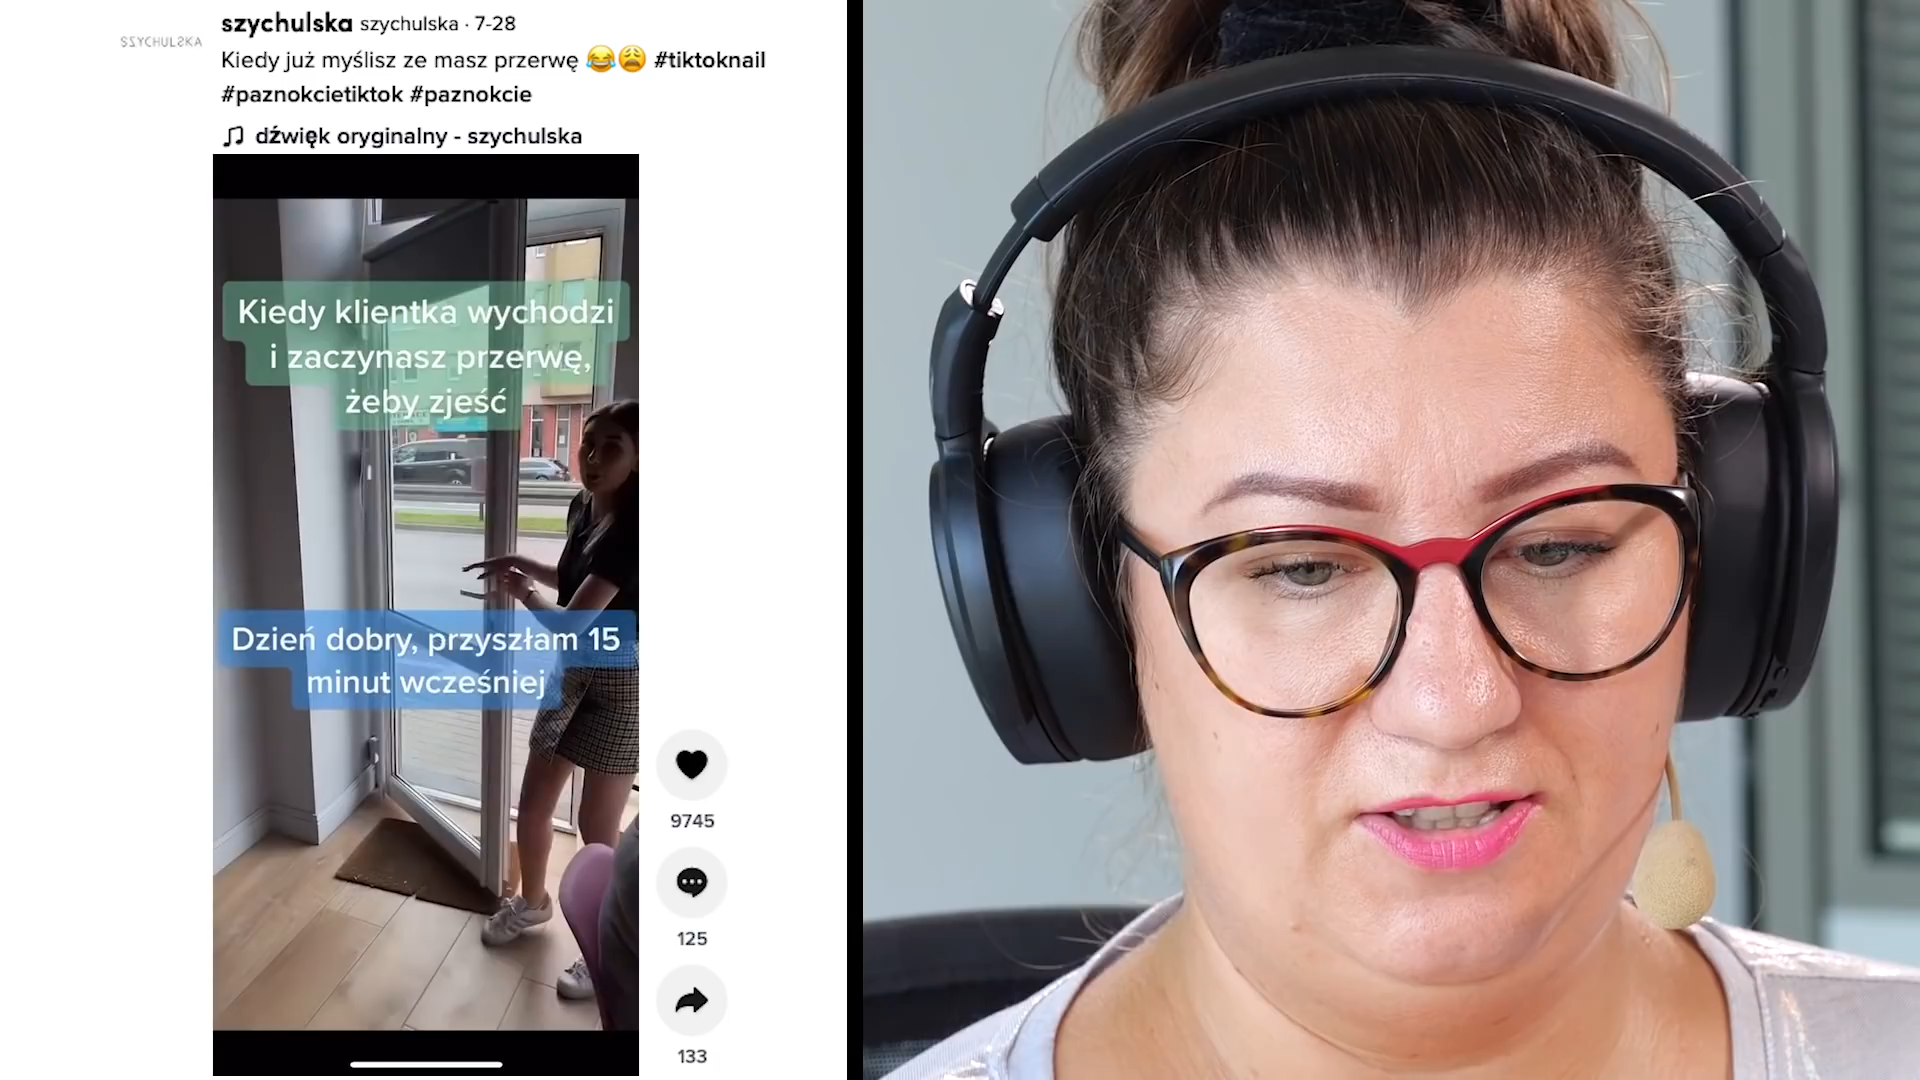 SZYCHULSKA
szychulska szychulska · 7-28
Kiedy już myślisz ze masz przerwę 😂😩 #tiktoknail
#paznokcietiktok #paznokcie
dźwięk oryginalny - szychulska
Kiedy klientka wychodzi
i zaczynasz przerwę,
żeby zjeść
Dzień dobry, przyszłam 15
minut wcześniej
9745
125
133